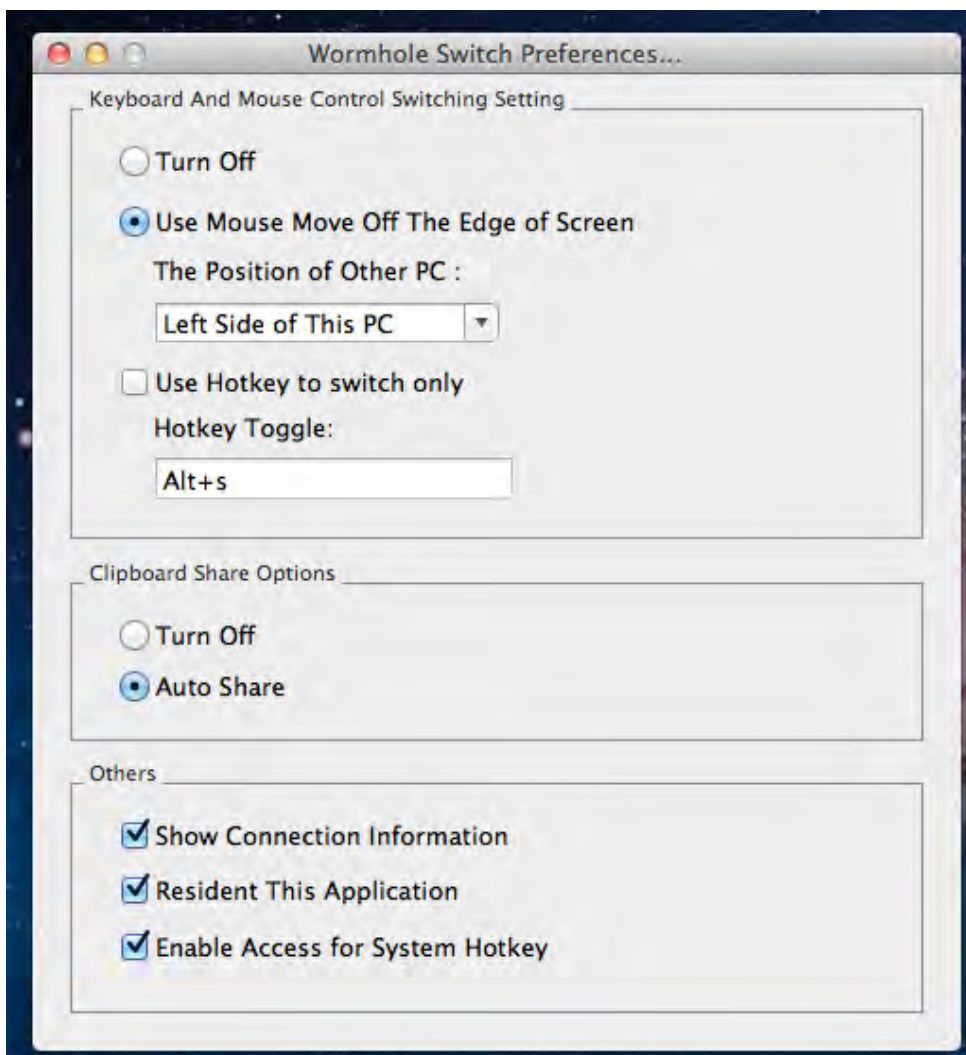 Wormhole Switch Preferences...
Keyboard And Mouse Control Switching Setting
Turn Off
Use Mouse Move Off The Edge of Screen
The Position of Other PC :
Left Side of This PC
Use Hotkey to switch only
Hotkey Toggle:
Alt+s
Clipboard Share Options
Turn Off
Auto Share
Others
Show Connection Information
Resident This Application
Enable Access for System Hotkey